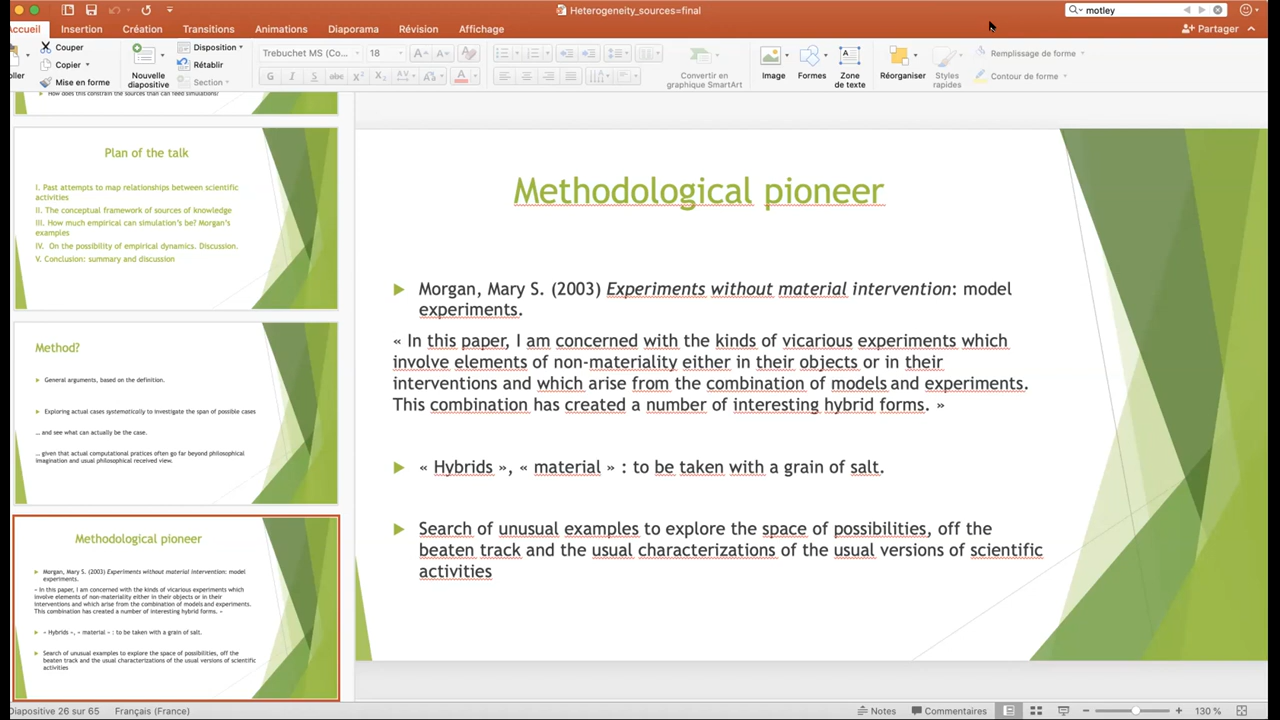 Heterogeneity_sources=final
motley
Accueil Insertion Création Transitions Animations Diaporama Révision Affichage
Partager
Couper
Copier
Mise en forme
Nouvelle diapositive
Disposition
Rétablir
Section
Trebuchet MS (Co... 18
Convertir en graphique SmartArt
Image
Formes
Zone de texte
Réorganiser
Styles rapides
Remplissage de forme
Contour de forme
How does this constrain the sources than can feed simulations?
Plan of the talk
I. Past attempts to map relationships between scientific
activities
II. The conceptual framework of sources of knowledge
III. How much empirical can simulation's be? Morgan's
examples
IV. On the possibility of empirical dynamics. Discussion.
V. Conclusion: summary and discussion
Method?
General arguments, based on the definition.
Exploring actual cases systematically to investigate the span of possible cases
... and see what can actually be the case.
... given that actual computational pratices often go far beyond philosophical
imagination and usual philosophical received view.
Methodological pioneer
Morgan, Mary S. (2003) Experiments without material intervention: model
experiments.
« In this paper, I am concerned with the kinds of vicarious experiments which
involve elements of non-materiality either in their objects or in their
interventions and which arise from the combination of models and experiments.
This combination has created a number of interesting hybrid forms. »
« Hybrids », « material » : to be taken with a grain of salt.
Search of unusual examples to explore the space of possibilities, off the
beaten track and the usual characterizations of the usual versions of scientific
activities
Methodological pioneer
Morgan, Mary S. (2003) Experiments without material intervention: model
experiments.
« In this paper, I am concerned with the kinds of vicarious experiments which
involve elements of non-materiality either in their objects or in their
interventions and which arise from the combination of models and experiments.
This combination has created a number of interesting hybrid forms. »
« Hybrids », « material » : to be taken with a grain of salt.
Search of unusual examples to explore the space of possibilities, off the
beaten track and the usual characterizations of the usual versions of scientific
activities
Diapositive 26 sur 65 Français (France)
Notes Commentaires 130 %